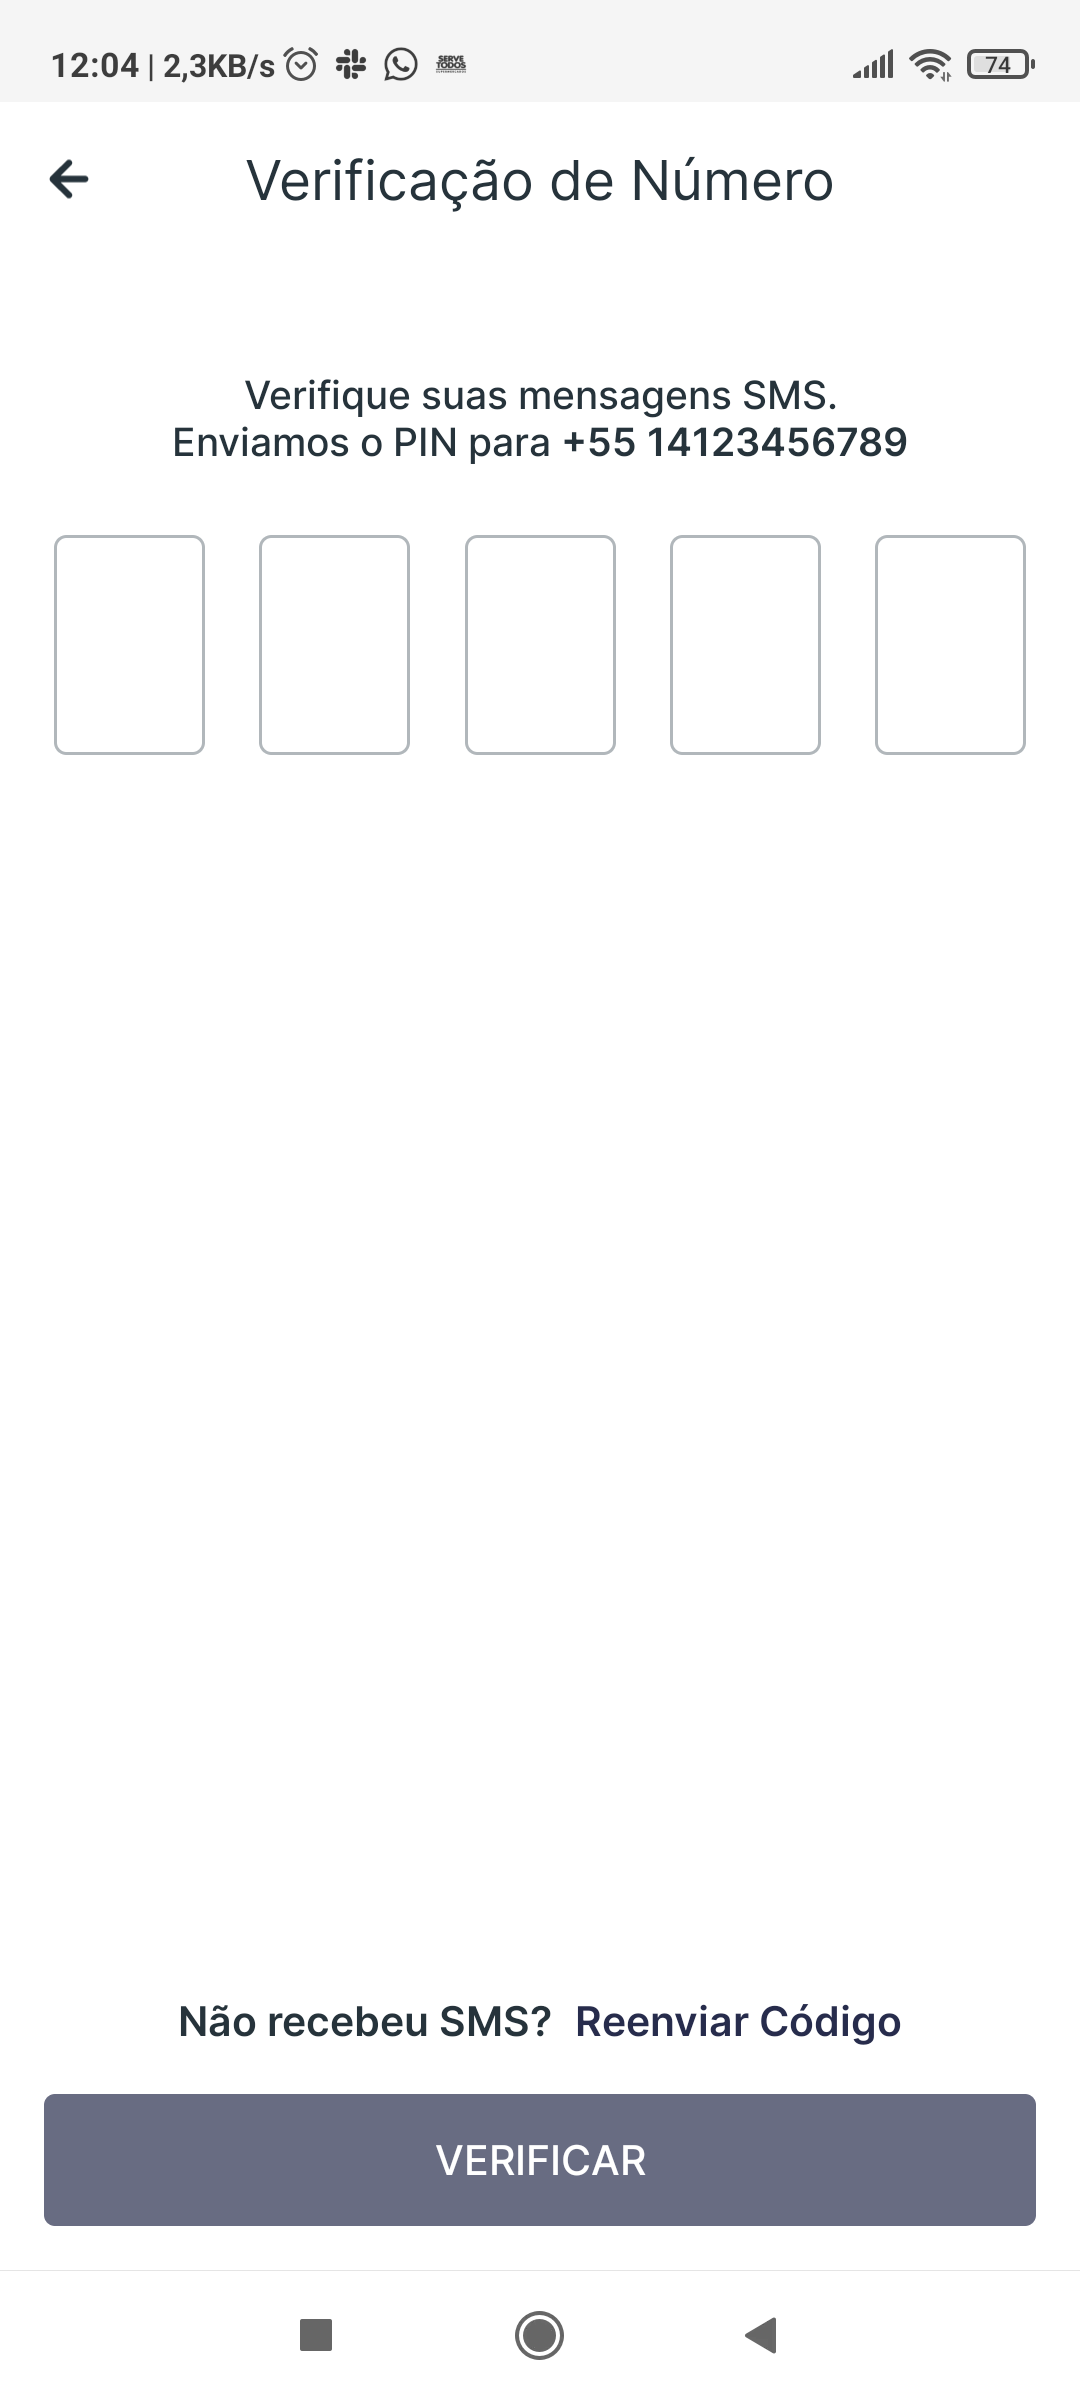 12:04 | 2,3KB/s SERVE TODOS 74
Verificação de Número
Verifique suas mensagens SMS.
Enviamos o PIN para +55 14123456789
Não recebeu SMS? Reenviar Código
VERIFICAR